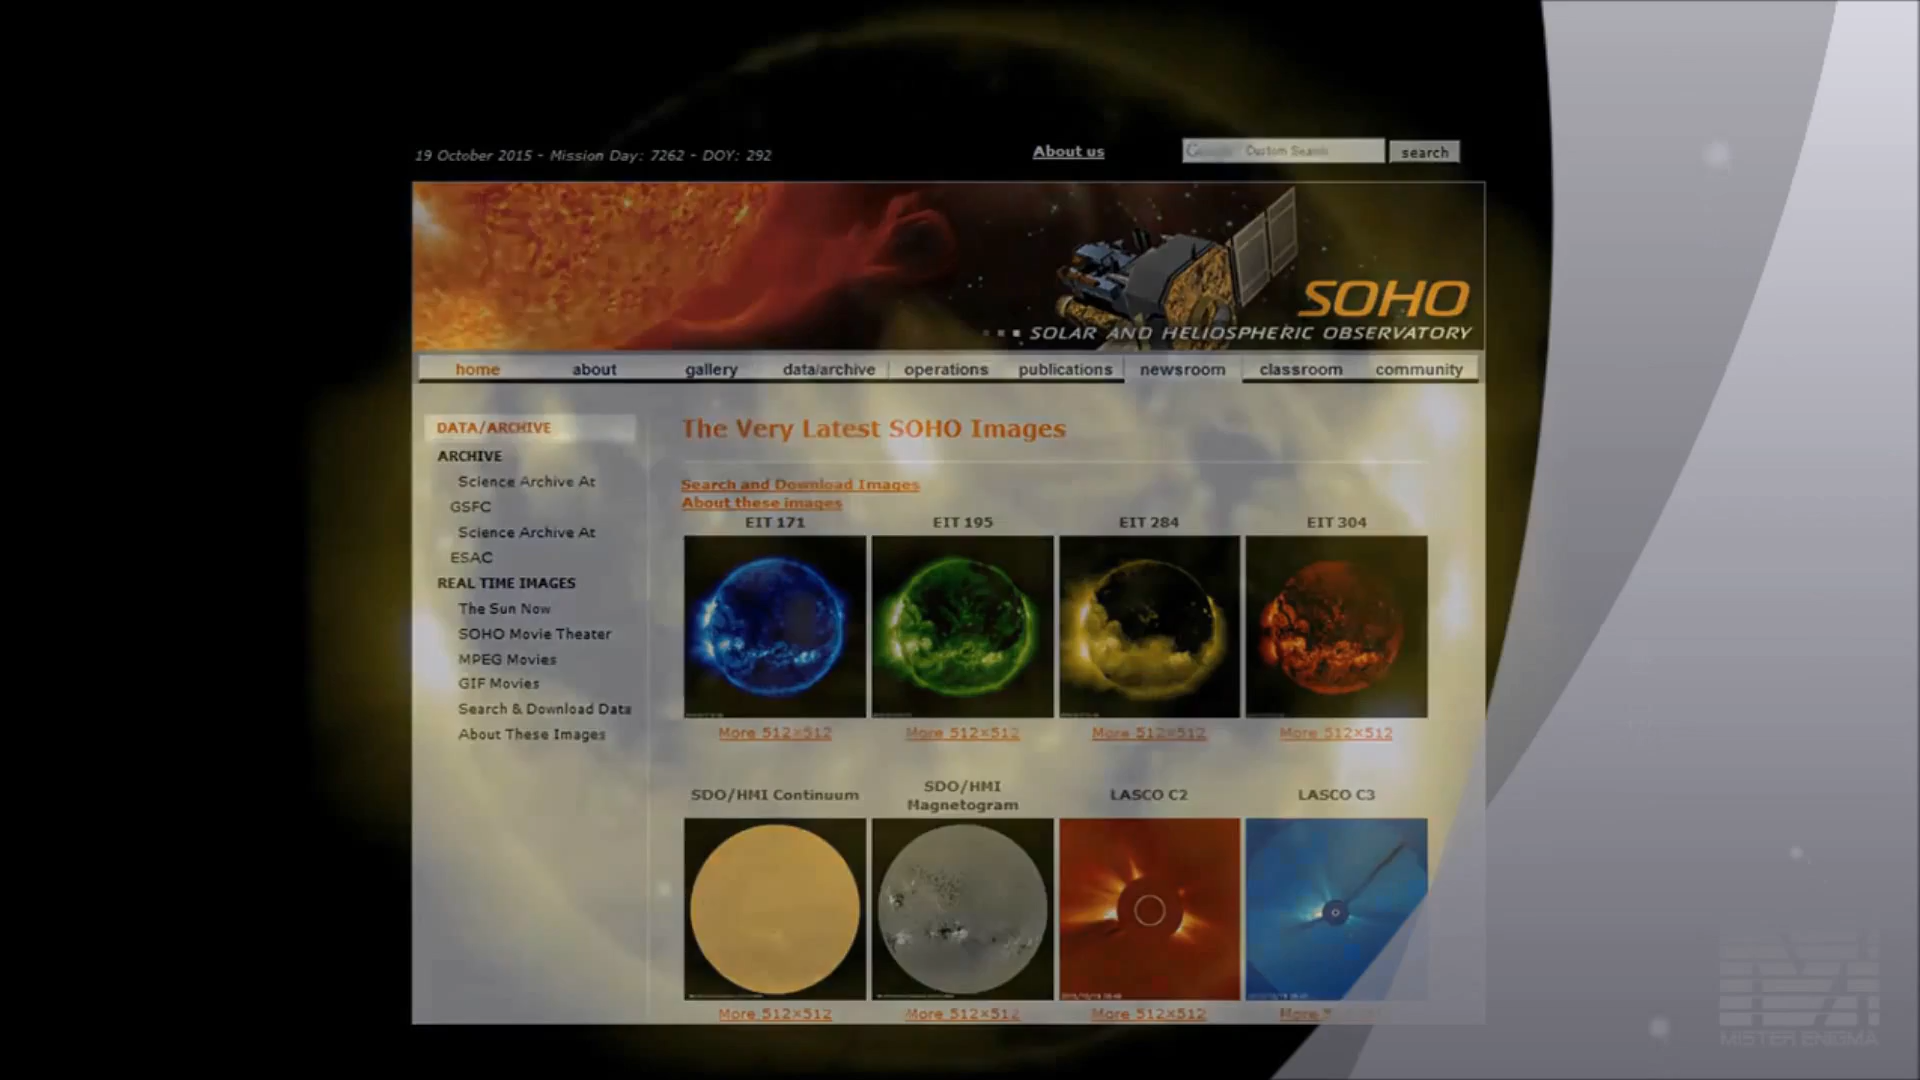 19 October 2015 - Mission Day: 7262 - DOY: 292
About us
Custom Search
search
SOHO
SOLAR AND HELIOSPHERIC OBSERVATORY
home about gallery data/archive operations publications newsroom classroom community
DATA/ARCHIVE
ARCHIVE
Science Archive At
GSFC
Science Archive At
ESAC
REAL TIME IMAGES
The Sun Now
SOHO Movie Theater
MPEG Movies
GIF Movies
Search & Download Data
About These Images
The Very Latest SOHO Images
Search and Download Images
About these images
EIT 171 EIT 195 EIT 284 EIT 304
More 512×512 More 512×512 More 512×512 More 512×512
SDO/HMI Continuum SDO/HMI Magnetogram LASCO C2 LASCO C3
More 512×512 More 512×512 More 512×512 More
MISTER ENIGMA